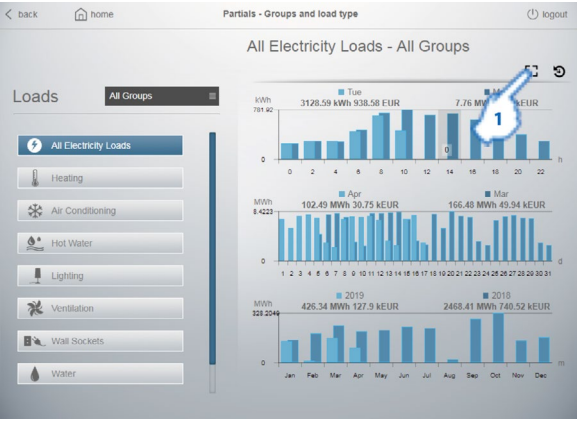 back home Partials - Groups and load type logout
All Electricity Loads - All Groups
Loads All Groups
All Electricity Loads
Heating
Air Conditioning
Hot Water
Lighting
Ventilation
Wall Sockets
Water
kWh Tue
3128.59 kWh 938.58 EUR 7.76
781.92
0
0
0 2 4 6 8 10 12 14 16 18 20 22 h
1
MWh Apr Mar
102.49 MWh 30.75 kEUR 166.48 MWh 49.94 kEUR
8.4223
0
1 2 3 4 5 6 7 8 9 10 11 12 13 14 15 16 17 18 19 20 21 22 23 24 25 26 27 28 29 30 31 d
MWh 2019 2018
426.34 MWh 127.9 kEUR 2468.41 MWh 740.52 kEUR
328.2049
0
Jan Feb Mar Apr May Jun Jul Aug Sep Oct Nov Dec m